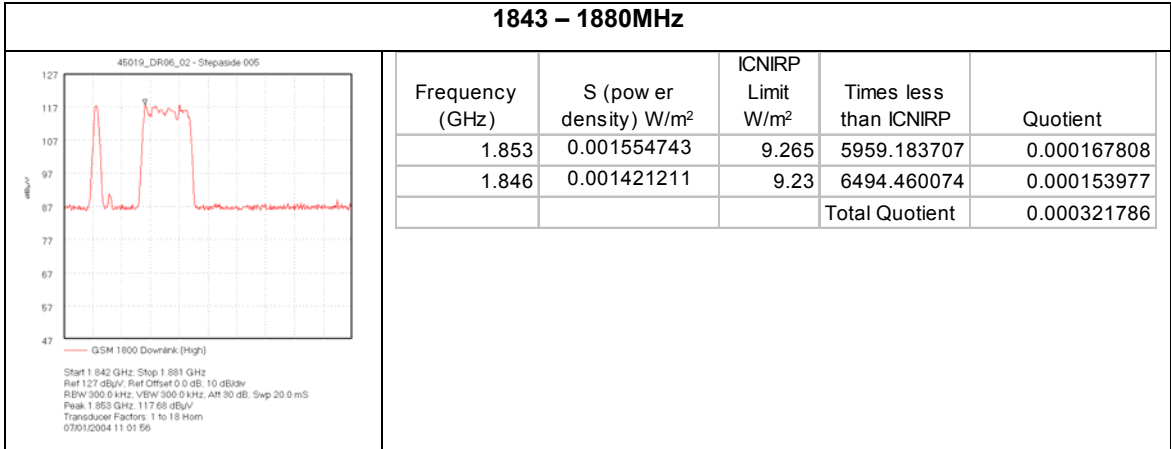 1843 – 1880MHz
45019_DR06_02 - Stepaside 005
127
117
107
97
87
77
67
57
47
dBµV
GSM 1800 Downlink (High)
Start 1.842 GHz; Stop 1.881 GHz
Ref 127 dBµV; Ref Offset 0.0 dB; 10 dB/div
RBW 300.0 kHz, VBW 300.0 kHz, Att 30 dB, Swp 20.0 mS
Peak 1.853 GHz, 117.68 dBµV
Transducer Factors: 1 to 18 Horn
07/01/2004 11:01:56
Frequency (GHz) S (pow er density) W/m² ICNIRP Limit W/m² Times less than ICNIRP Quotient
1.853 0.001554743 9.265 5959.183707 0.000167808
1.846 0.001421211 9.23 6494.460074 0.000153977
Total Quotient 0.000321786